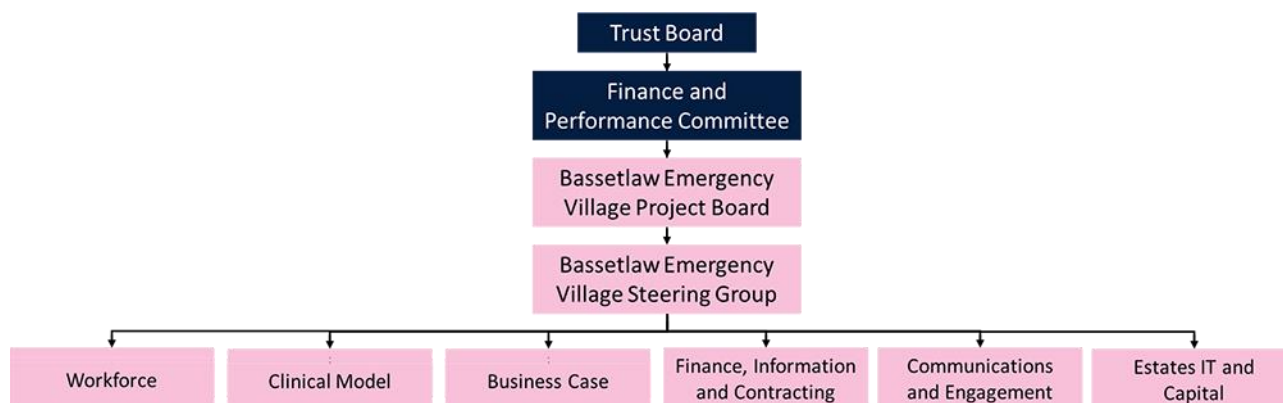 Trust Board
Finance and
Performance Committee
Bassetlaw Emergency
Village Project Board
Bassetlaw Emergency
Village Steering Group
Workforce
Clinical Model
Business Case
Finance, Information
and Contracting
Communications
and Engagement
Estates IT and
Capital